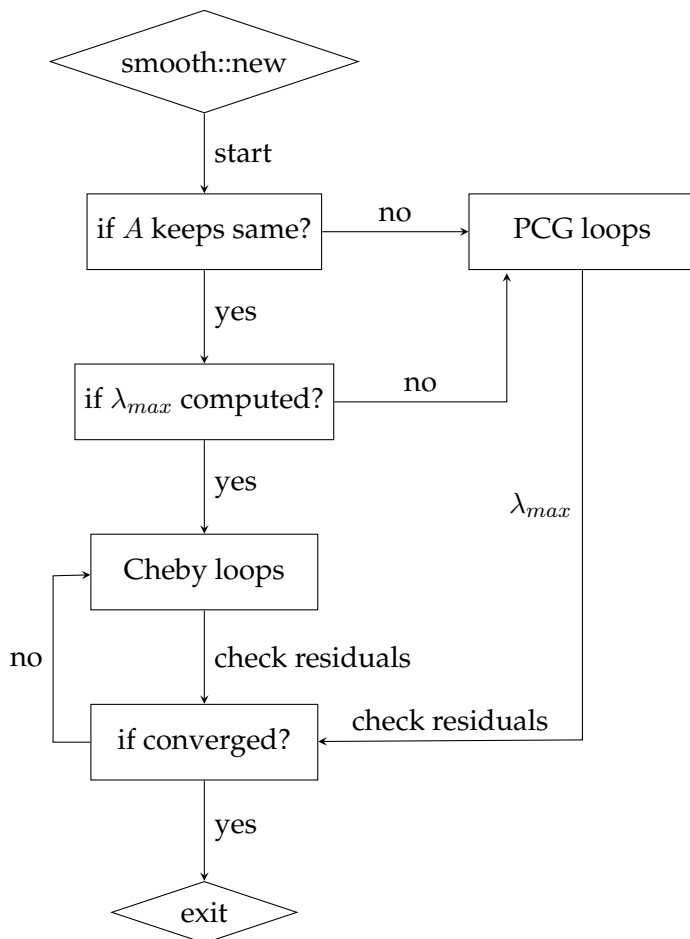 smooth::new
start
if A keeps same?
no
PCG loops
yes
if λmax computed?
no
yes
λmax
Cheby loops
no
check residuals
if converged?
check residuals
yes
exit